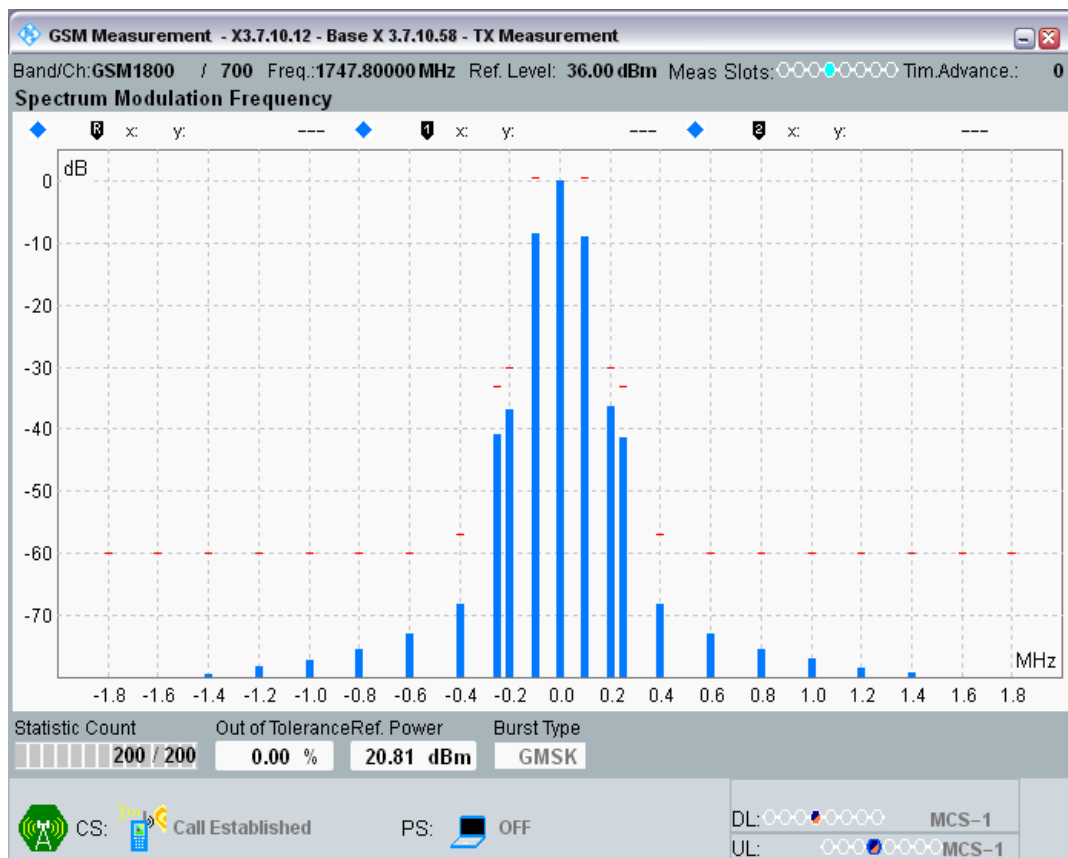 GSM Measurement - X3.7.10.12 - Base X 3.7.10.58 - TX Measurement
Band/Ch:GSM1800 / 700 Freq.:1747.80000 MHz Ref. Level: 36.00 dBm Meas Slots: Tim.Advance.: 0
Spectrum Modulation Frequency
R x: y: --- 1 x: y: --- 2 x: y: ---
dB
0
-10
-20
-30
-40
-50
-60
-70
MHz
-1.8 -1.6 -1.4 -1.2 -1.0 -0.8 -0.6 -0.4 -0.2 0.0 0.2 0.4 0.6 0.8 1.0 1.2 1.4 1.6 1.8
Statistic Count Out of Tolerance Ref. Power Burst Type
200 / 200 0.00 % 20.81 dBm GMSK
CS: Call Established PS: OFF
DL: MCS-1
UL: MCS-1